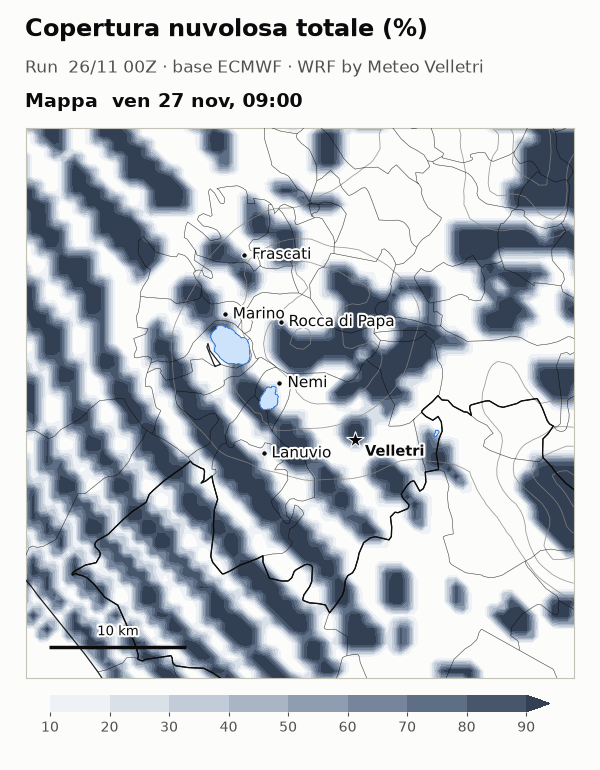 Copertura nuvolosa totale (%)
Run  26/11 00Z · base ECMWF · WRF by Meteo Velletri
Mappa  ven 27 nov, 09:00
Frascati
Marino
Rocca di Papa
Nemi
Velletri
Lanuvio
10 km
10 20 30 40 50 60 70 80 90